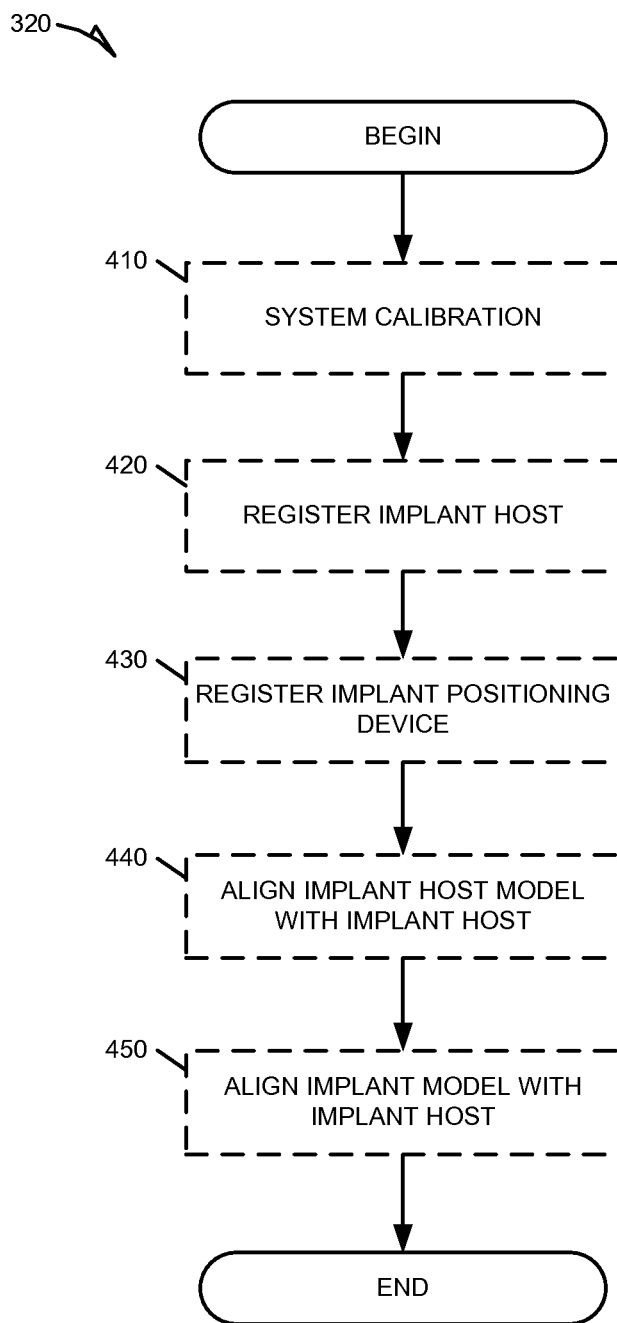 320
BEGIN
410
SYSTEM CALIBRATION
420
REGISTER IMPLANT HOST
430
REGISTER IMPLANT POSITIONING
DEVICE
440
ALIGN IMPLANT HOST MODEL
WITH IMPLANT HOST
450
ALIGN IMPLANT MODEL WITH
IMPLANT HOST
END